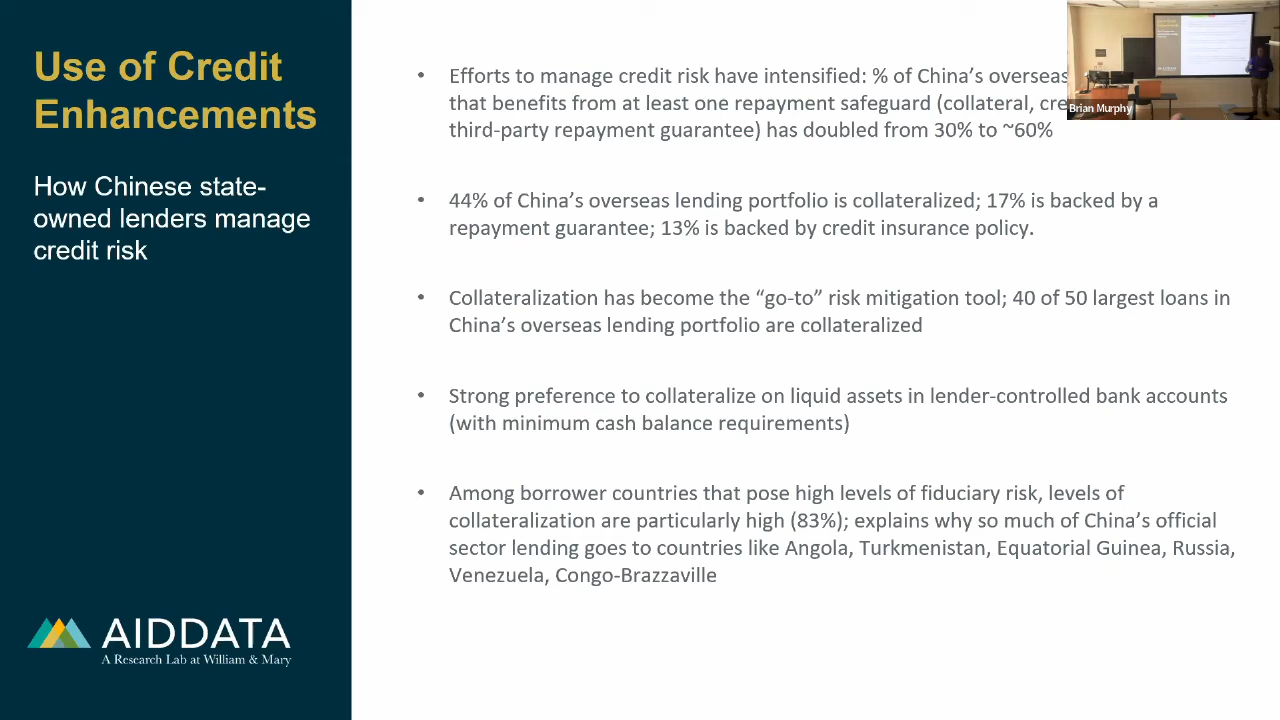 Use of Credit
Enhancements
How Chinese state-
owned lenders manage
credit risk
• Efforts to manage credit risk have intensified: % of China’s overseas
that benefits from at least one repayment safeguard (collateral,
third-party repayment guarantee) has doubled from 30% to ~60%
• 44% of China’s overseas lending portfolio is collateralized; 17% is backed by a
repayment guarantee; 13% is backed by credit insurance policy.
• Collateralization has become the “go-to” risk mitigation tool; 40 of 50 largest loans in
China’s overseas lending portfolio are collateralized
• Strong preference to collateralize on liquid assets in lender-controlled bank accounts
(with minimum cash balance requirements)
• Among borrower countries that pose high levels of fiduciary risk, levels of
collateralization are particularly high (83%); explains why so much of China’s official
sector lending goes to countries like Angola, Turkmenistan, Equatorial Guinea, Russia,
Venezuela, Congo-Brazzaville
Brian Murphy
AIDDATA
A Research Lab at William & Mary